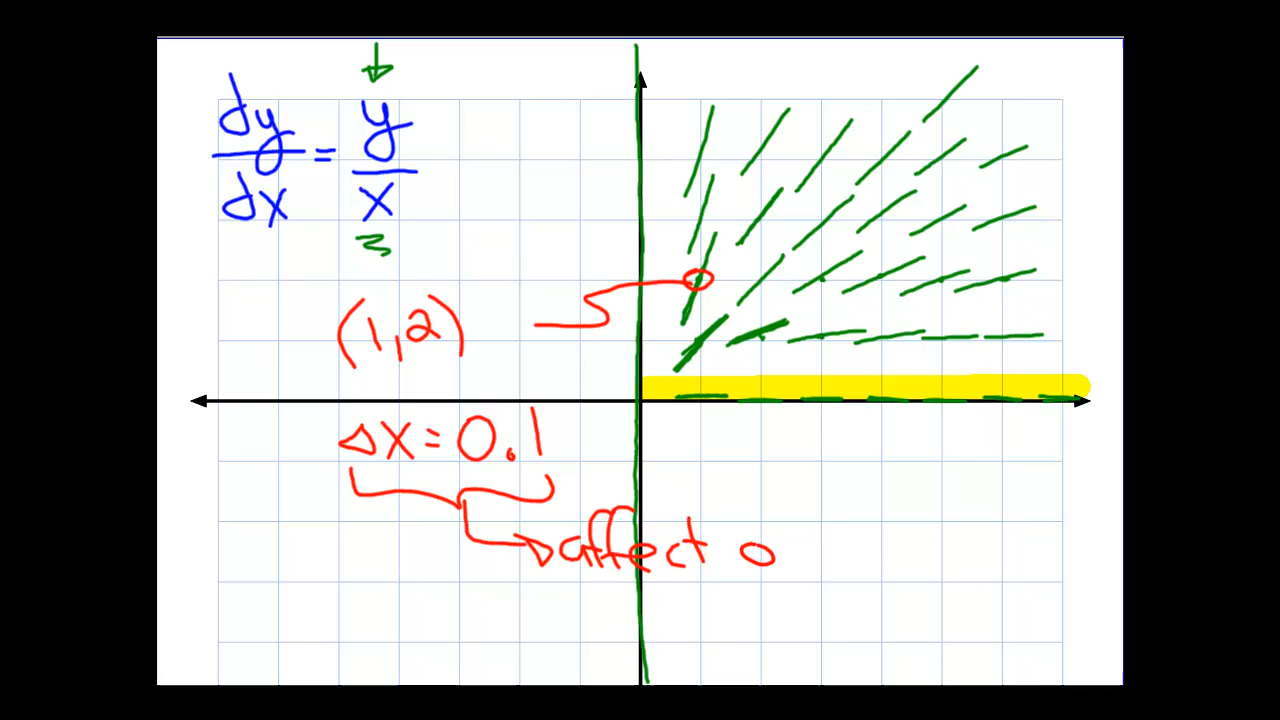 dy/dx = y/x
(1,2)
Δx = 0.1
affect o